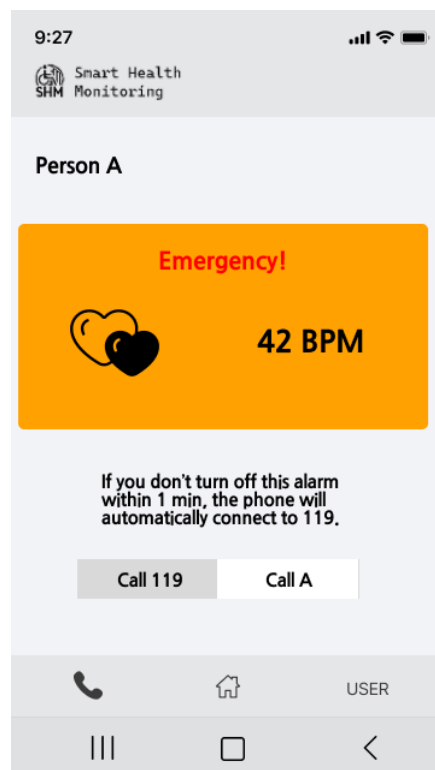 9:27
SHM
Smart Health
Monitoring
Person A
Emergency!
42 BPM
If you don't turn off this alarm
within 1 min, the phone will
automatically connect to 119.
Call 119
Call A
USER